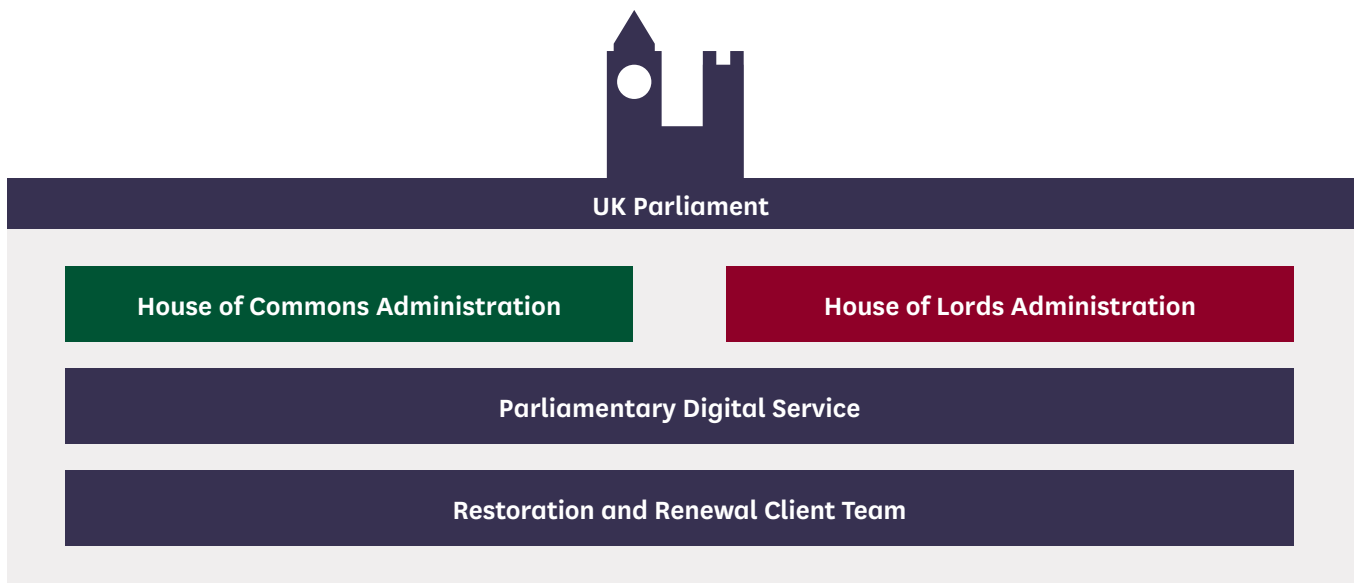 UK Parliament
House of Commons Administration
House of Lords Administration
Parliamentary Digital Service
Restoration and Renewal Client Team